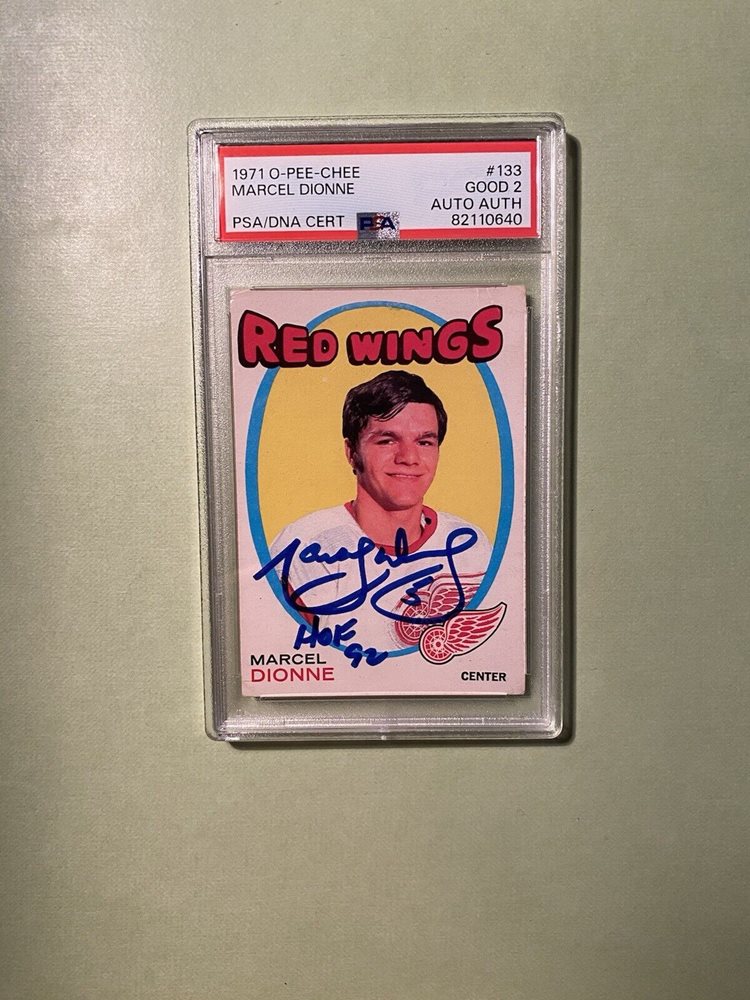 1971 O-PEE-CHEE #133
MARCEL DIONNE GOOD 2
AUTO AUTH
PSA/DNA CERT PSA 82110640
RED WINGS
5
HOF
92
MARCEL
DIONNE
CENTER